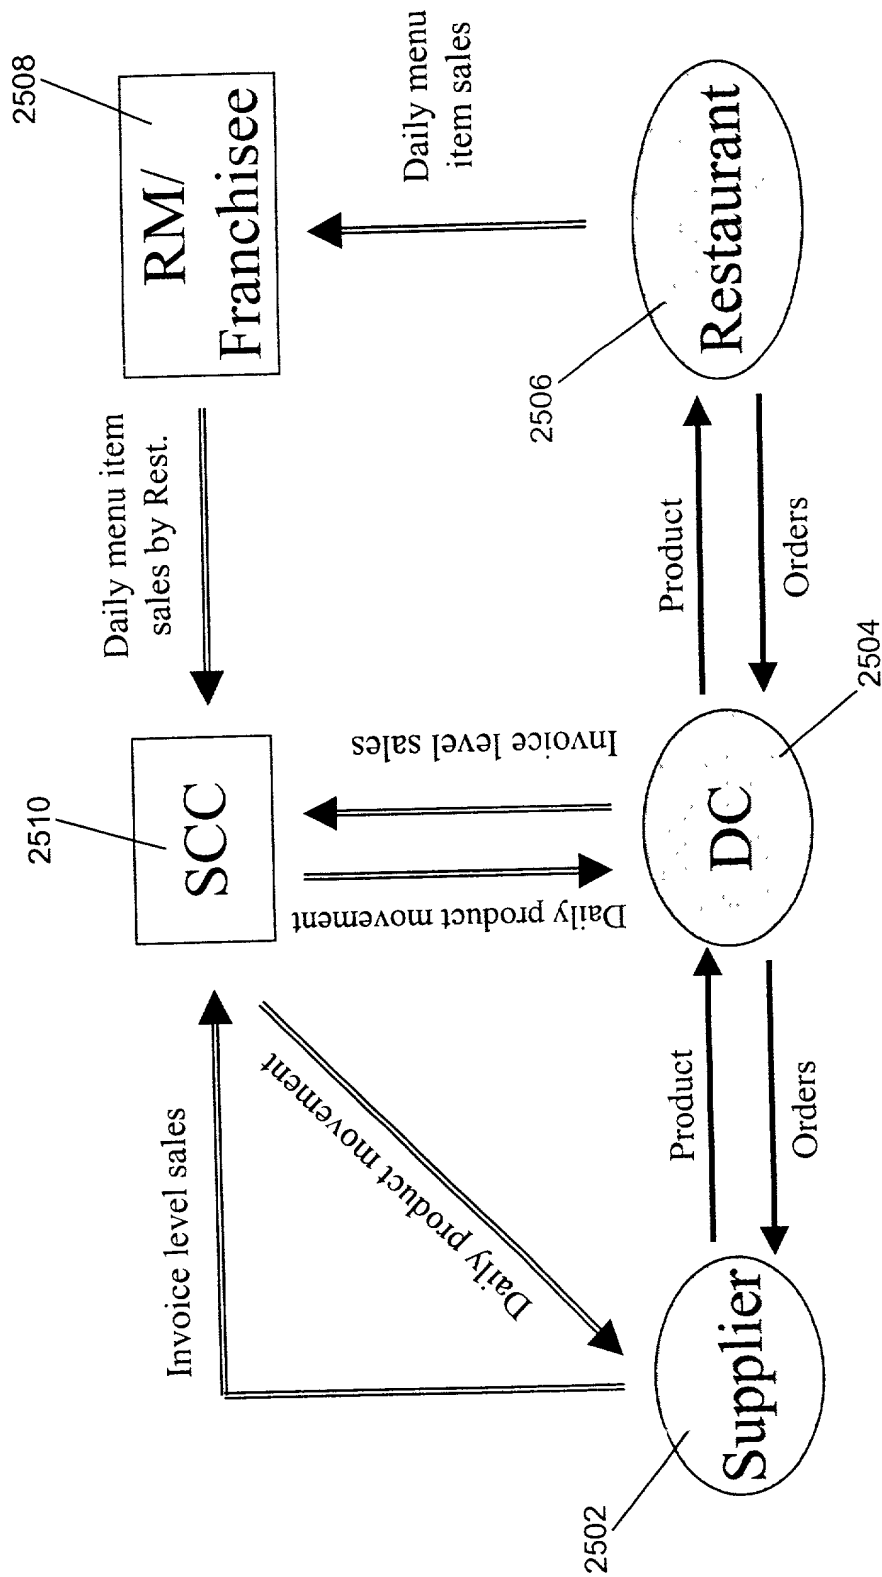 2508
RM/
Franchisee
Daily menu
item sales
Daily menu item
sales by Rest.
2510
SCC
Invoice level sales
Daily product movement
Invoice level sales
Daily product movement
2506
Restaurant
Product
Orders
2504
DC
Product
Orders
2502
Supplier